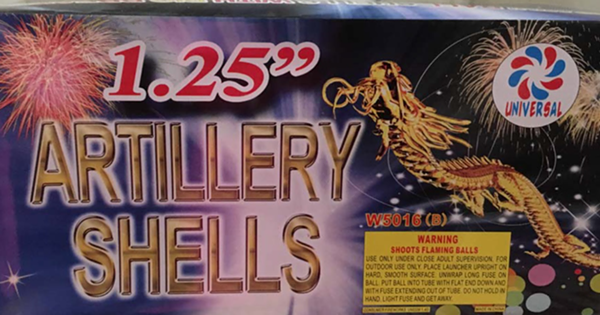 1.25”
UNIVERSAL
ARTILLERY
SHELLS
W5016 (B)
WARNING
SHOOTS FLAMING BALLS
USE ONLY UNDER CLOSE ADULT SUPERVISION. FOR
OUTDOOR USE ONLY. PLACE LAUNCHER UPRIGHT ON
HARD, SMOOTH SURFACE. UNWRAP LONG FUSE ON
BALL. PUT BALL INTO TUBE WITH FLAT END DOWN AND
WITH FUSE EXTENDING OUT OF TUBE. DO NOT HOLD IN
HAND. LIGHT FUSE AND GET AWAY.